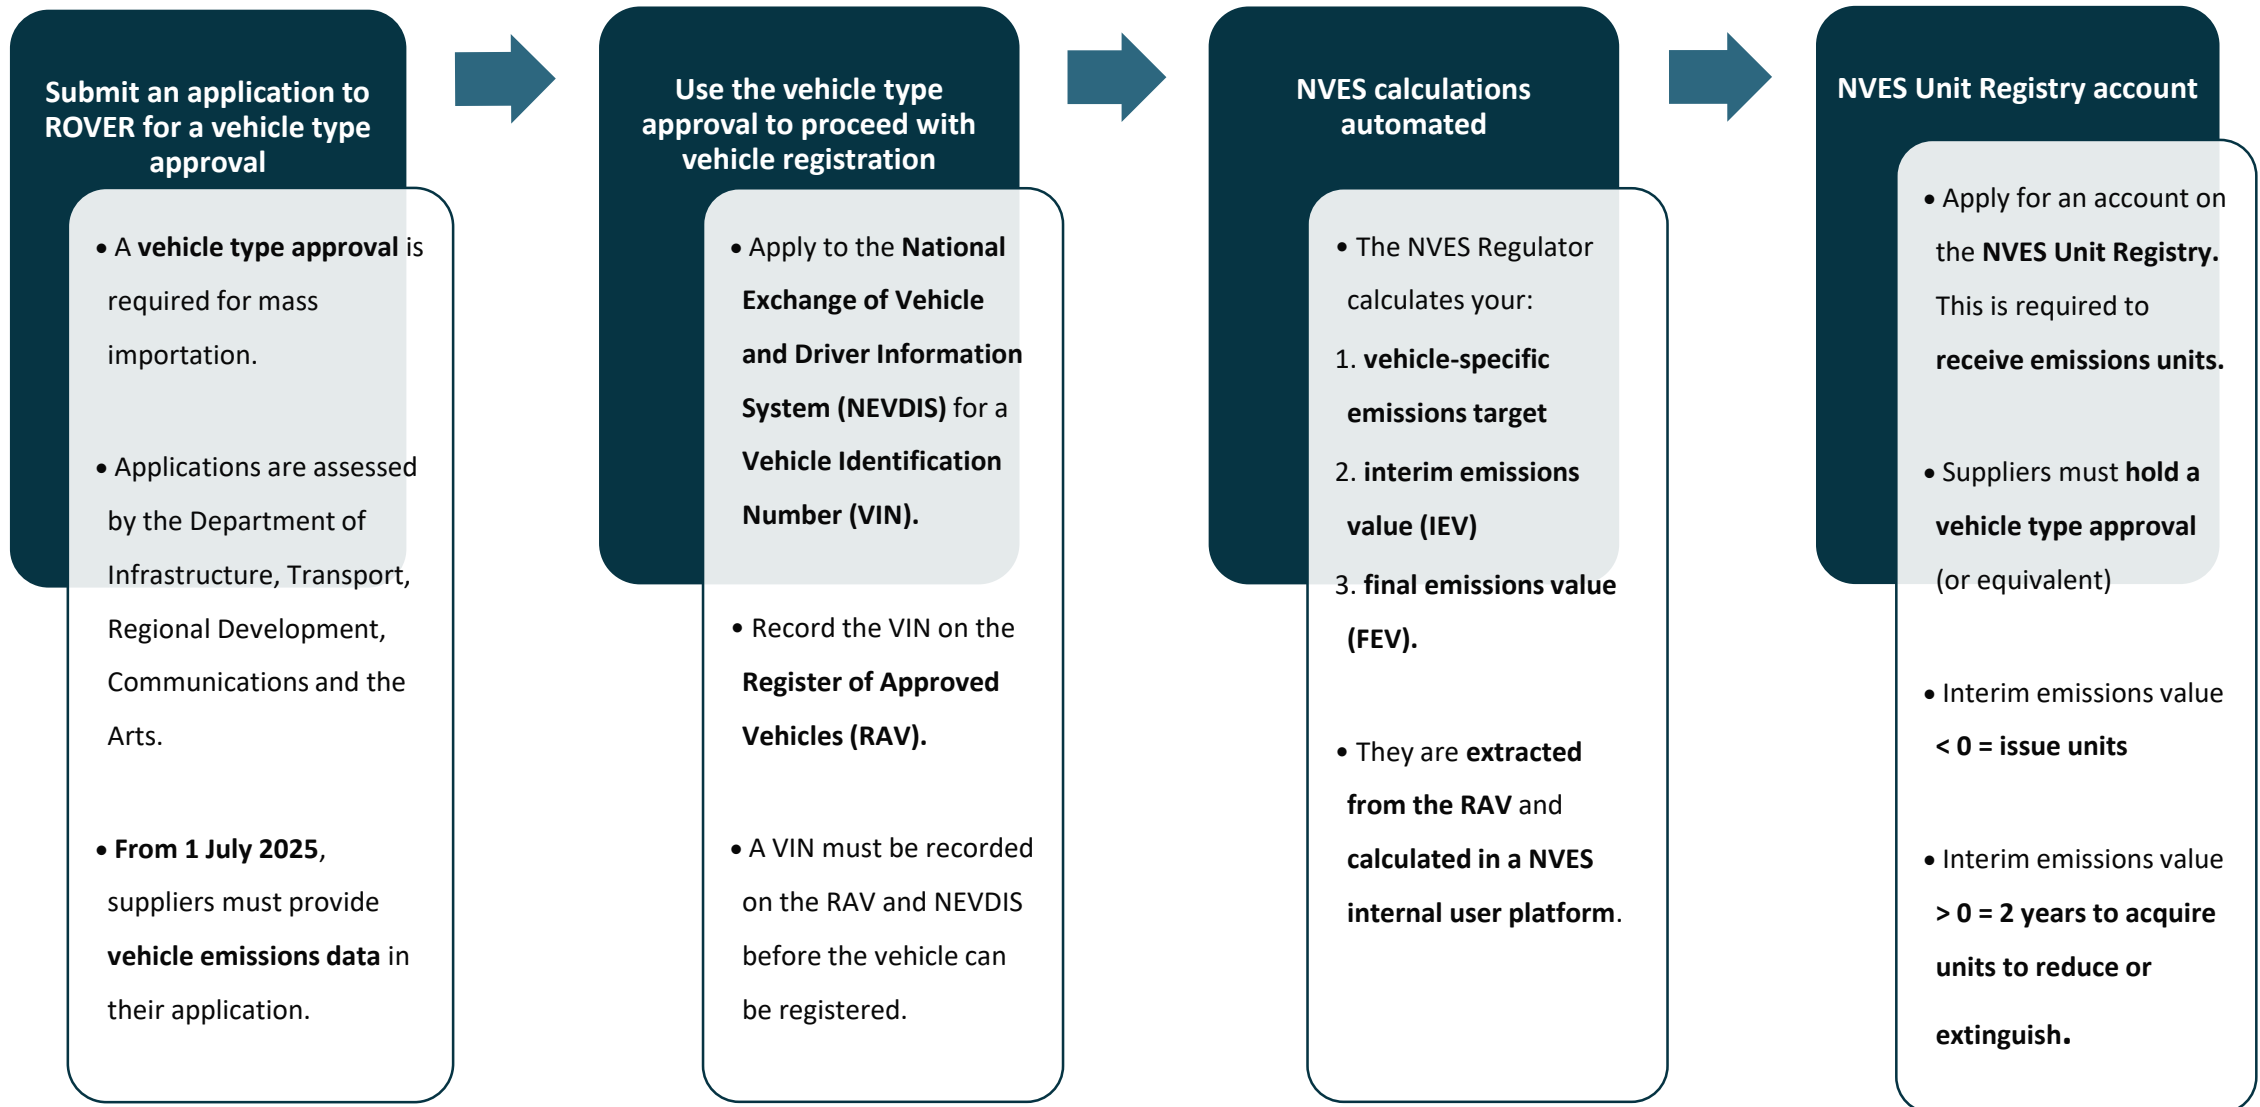 Submit an application to
ROVER for a vehicle type
approval
• A vehicle type approval is
required for mass
importation.
• Applications are assessed
by the Department of
Infrastructure, Transport,
Regional Development,
Communications and the
Arts.
• From 1 July 2025,
suppliers must provide
vehicle emissions data in
their application.
Use the vehicle type
approval to proceed with
vehicle registration
• Apply to the National
Exchange of Vehicle
and Driver Information
System (NEVDIS) for a
Vehicle Identification
Number (VIN).
• Record the VIN on the
Register of Approved
Vehicles (RAV).
• A VIN must be recorded
on the RAV and NEVDIS
before the vehicle can
be registered.
NVES calculations
automated
• The NVES Regulator
calculates your:
1. vehicle-specific
emissions target
2. interim emissions
value (IEV)
3. final emissions value
(FEV).
• They are extracted
from the RAV and
calculated in a NVES
internal user platform.
NVES Unit Registry account
• Apply for an account on
the NVES Unit Registry.
This is required to
receive emissions units.
• Suppliers must hold a
vehicle type approval
(or equivalent)
• Interim emissions value
< 0 = issue units
• Interim emissions value
> 0 = 2 years to acquire
units to reduce or
extinguish.